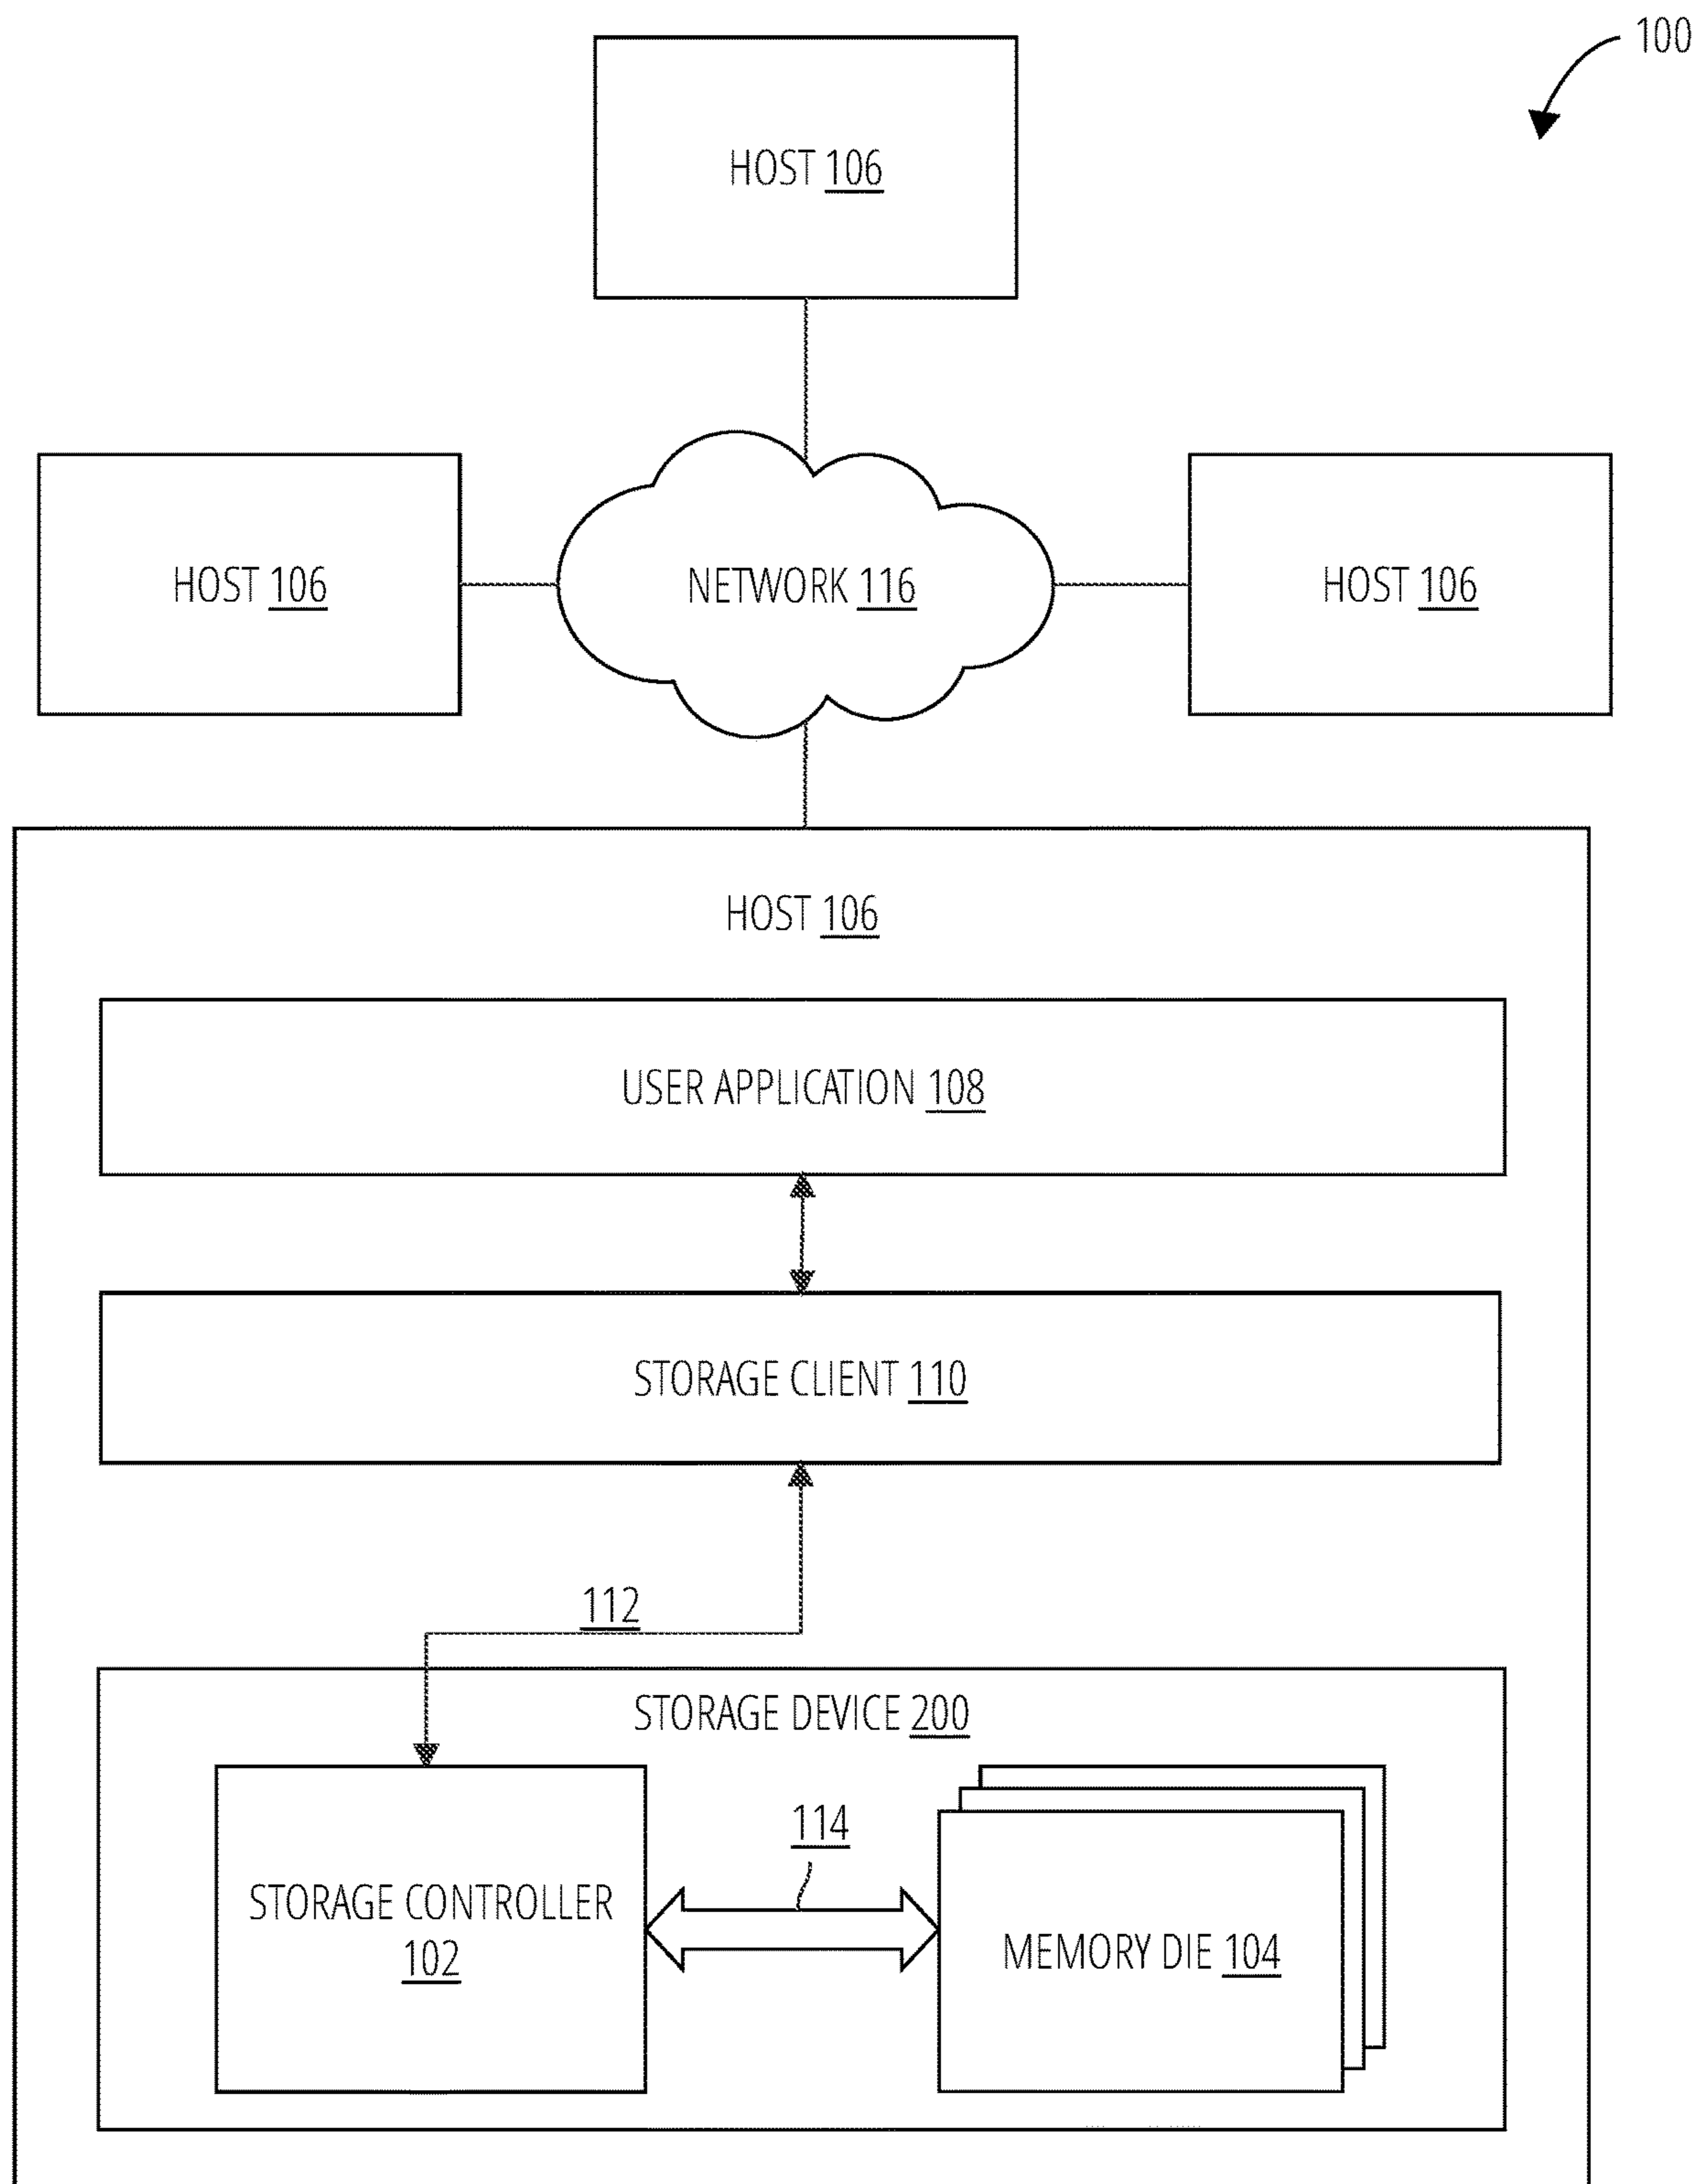 100
HOST 106
HOST 106
NETWORK 116
HOST 106
HOST 106
USER APPLICATION 108
STORAGE CLIENT 110
112
STORAGE DEVICE 200
114
STORAGE CONTROLLER
102
MEMORY DIE 104